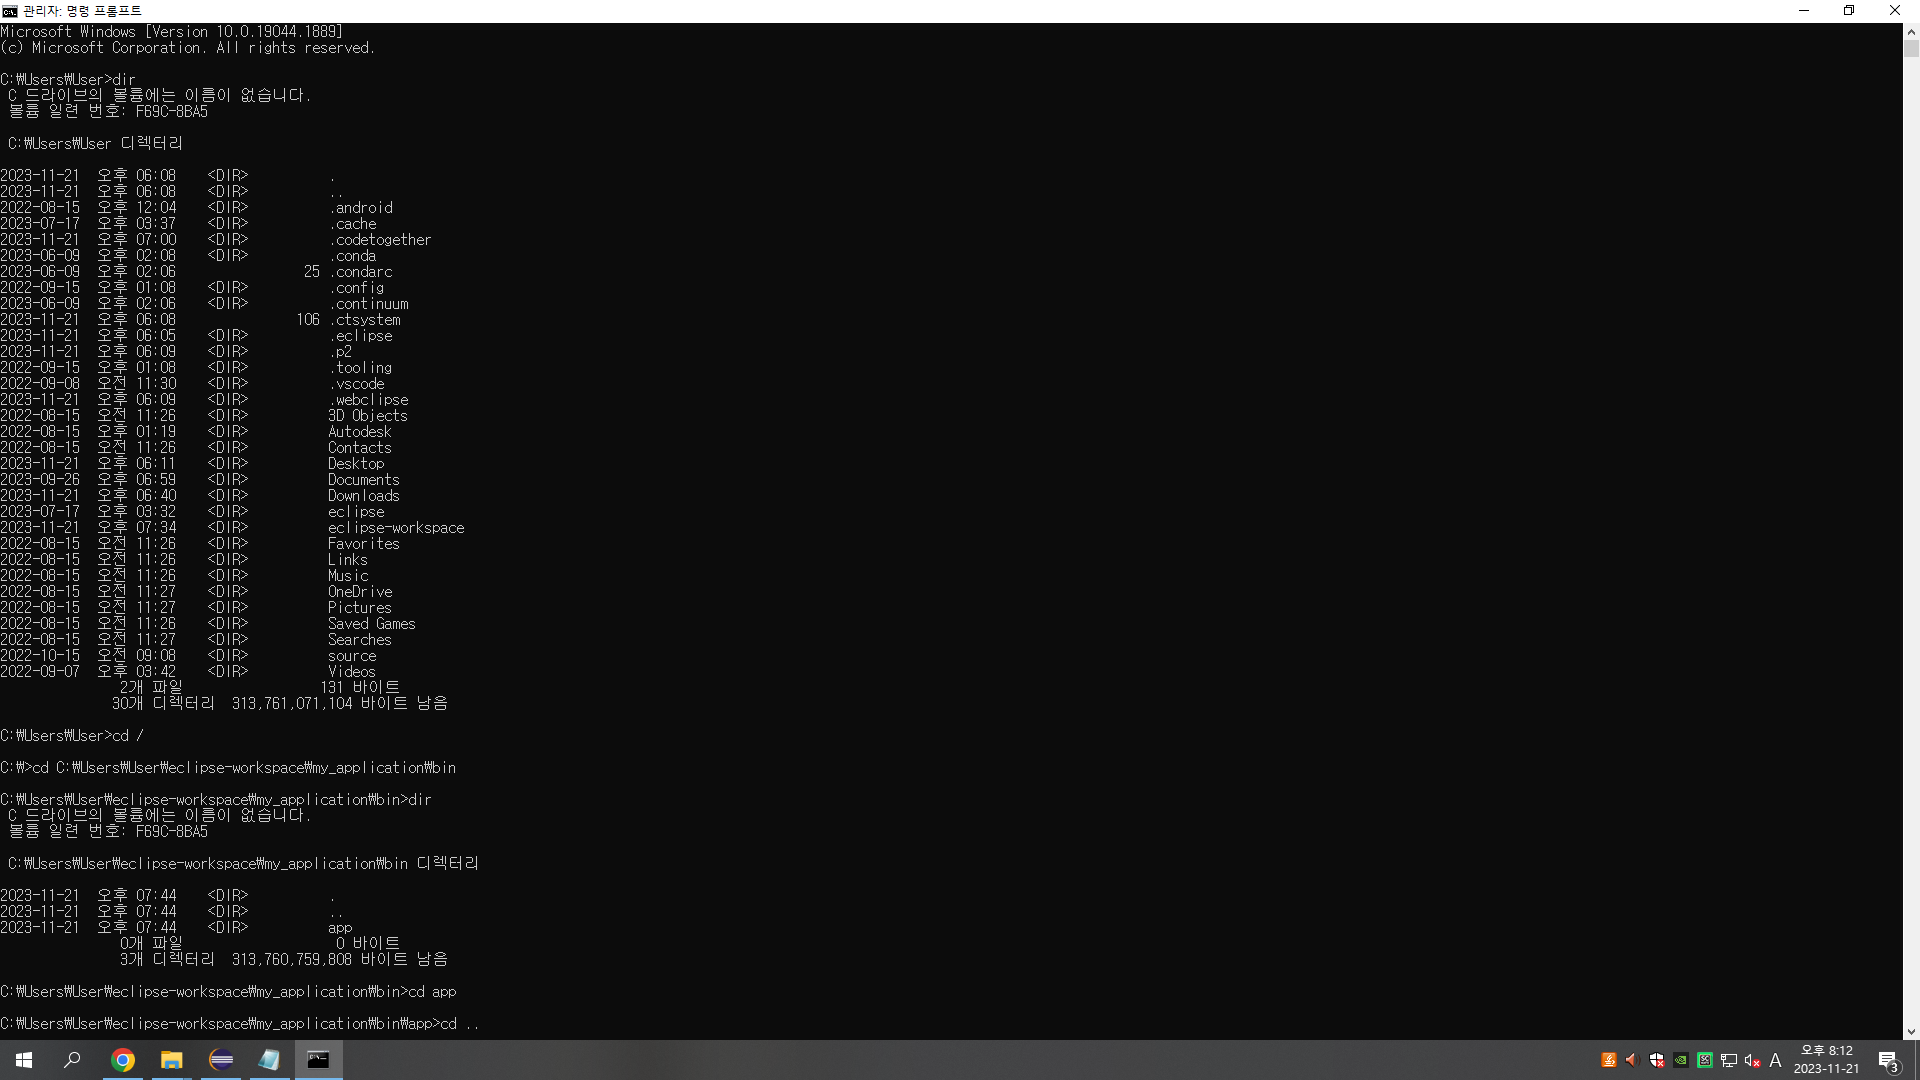 관리자: 명령 프롬프트
Microsoft Windows [Version 10.0.19044.1889]
(c) Microsoft Corporation. All rights reserved.
C:₩Users₩User>dir
C 드라이브의 볼륨에는 이름이 없습니다.
볼륨 일련 번호: F69C-8BA5
C:₩Users₩User 디렉터리
2023-11-21 오후 06:08 <DIR> .
2023-11-21 오후 06:08 <DIR> ..
2022-08-15 오후 12:04 <DIR> .android
2023-07-17 오후 03:37 <DIR> .cache
2023-11-21 오후 07:00 <DIR> .codetogether
2023-06-09 오후 02:08 <DIR> .conda
2023-06-09 오후 02:06 25 .condarc
2022-09-15 오후 01:08 <DIR> .config
2023-06-09 오후 02:06 <DIR> .continuum
2023-11-21 오후 06:08 106 .ctsystem
2023-11-21 오후 06:05 <DIR> .eclipse
2023-11-21 오후 06:09 <DIR> .p2
2022-09-15 오후 01:08 <DIR> .tooling
2022-09-08 오전 11:30 <DIR> .vscode
2023-11-21 오후 06:09 <DIR> .webclipse
2022-08-15 오전 11:26 <DIR> 3D Objects
2022-08-15 오후 01:19 <DIR> Autodesk
2022-08-15 오전 11:26 <DIR> Contacts
2023-11-21 오후 06:11 <DIR> Desktop
2023-09-26 오후 06:59 <DIR> Documents
2023-11-21 오후 06:40 <DIR> Downloads
2023-07-17 오후 03:32 <DIR> eclipse
2023-11-21 오후 07:34 <DIR> eclipse-workspace
2022-08-15 오전 11:26 <DIR> Favorites
2022-08-15 오전 11:26 <DIR> Links
2022-08-15 오전 11:26 <DIR> Music
2022-08-15 오전 11:27 <DIR> OneDrive
2022-08-15 오전 11:27 <DIR> Pictures
2022-08-15 오전 11:26 <DIR> Saved Games
2022-08-15 오전 11:27 <DIR> Searches
2022-10-15 오전 09:08 <DIR> source
2022-09-07 오후 03:42 <DIR> Videos
2개 파일 131 바이트
30개 디렉터리 313,761,071,104 바이트 남음
C:₩Users₩User>cd /
C:₩>cd C:₩Users₩User₩eclipse-workspace₩my_application₩bin
C:₩Users₩User₩eclipse-workspace₩my_application₩bin>dir
C 드라이브의 볼륨에는 이름이 없습니다.
볼륨 일련 번호: F69C-8BA5
C:₩Users₩User₩eclipse-workspace₩my_application₩bin 디렉터리
2023-11-21 오후 07:44 <DIR> .
2023-11-21 오후 07:44 <DIR> ..
2023-11-21 오후 07:44 <DIR> app
0개 파일 0 바이트
3개 디렉터리 313,760,759,808 바이트 남음
C:₩Users₩User₩eclipse-workspace₩my_application₩bin>cd app
C:₩Users₩User₩eclipse-workspace₩my_application₩bin₩app>cd ..
A
오후 8:12
2023-11-21
3